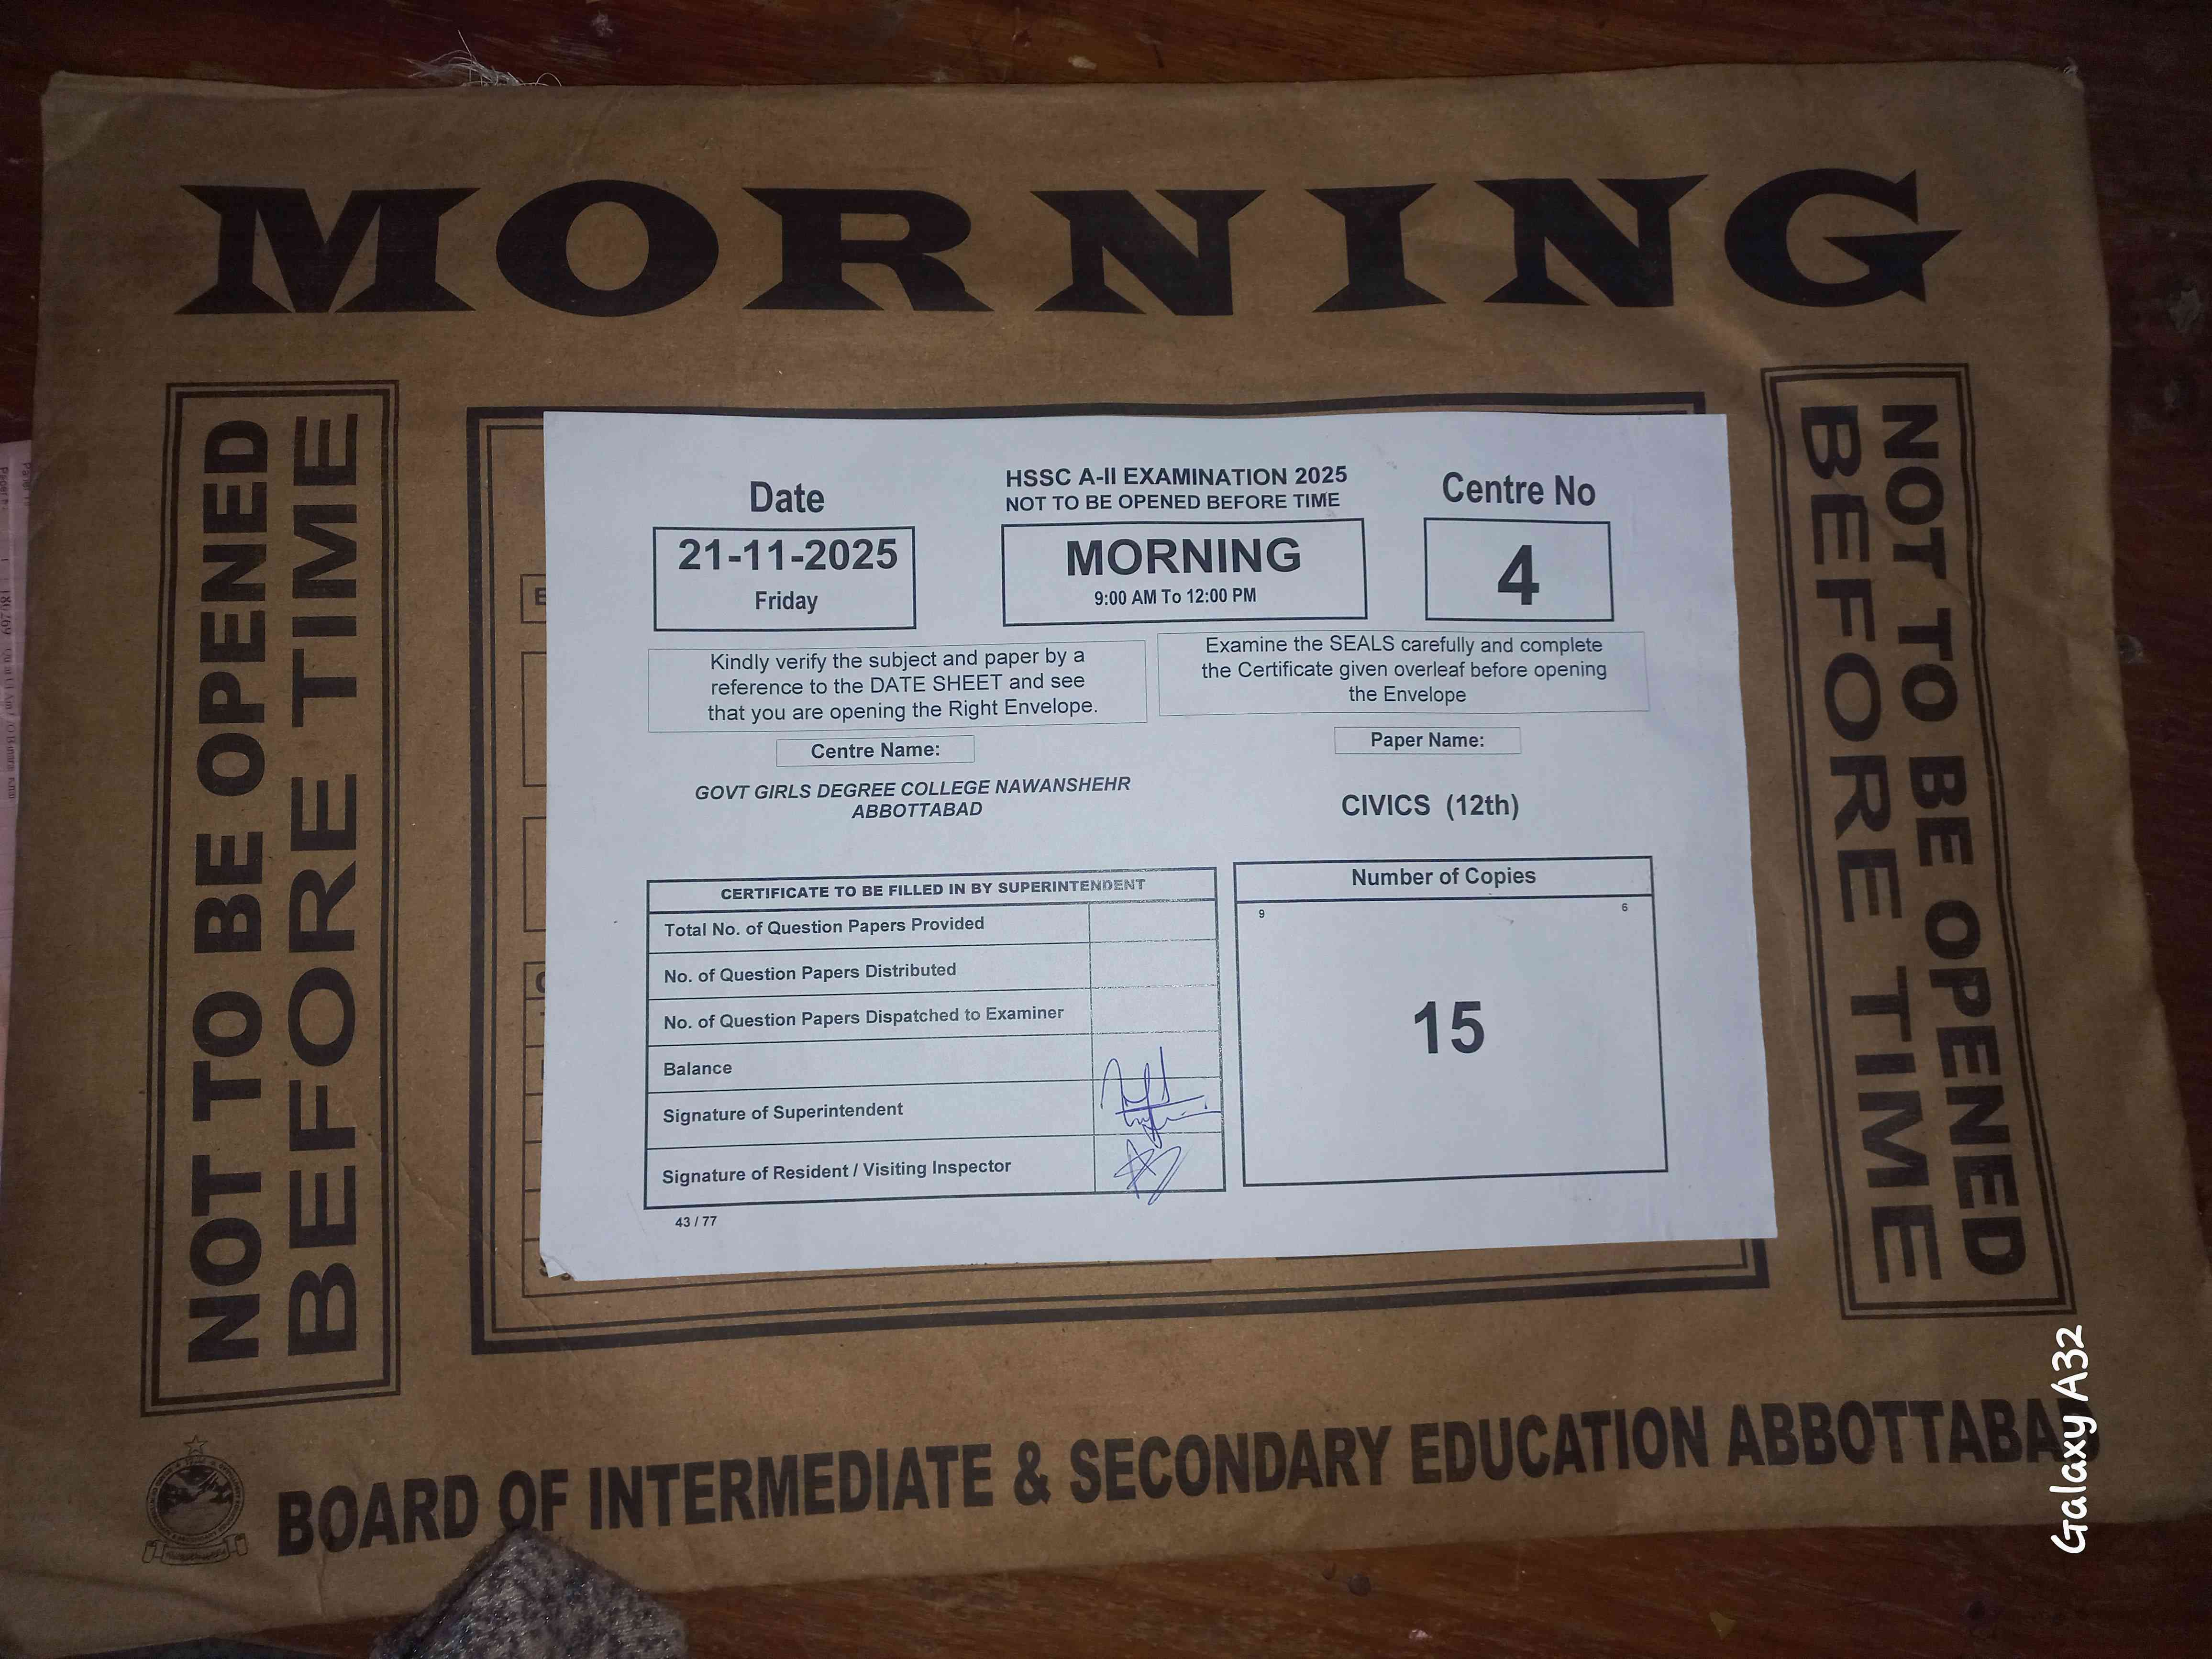 MORNING
NOT TO BE OPENED
BEFORE TIME
Date
21-11-2025
Friday
HSSC A-II EXAMINATION 2025
NOT TO BE OPENED BEFORE TIME
MORNING
9:00 AM To 12:00 PM
Centre No
4
Kindly verify the subject and paper by a
reference to the DATE SHEET and see
that you are opening the Right Envelope.
Examine the SEALS carefully and complete
the Certificate given overleaf before opening
the Envelope
Centre Name:
GOVT GIRLS DEGREE COLLEGE NAWANSHEHR
ABBOTTABAD
Paper Name:
CIVICS (12th)
CERTIFICATE TO BE FILLED IN BY SUPERINTENDENT
Total No. of Question Papers Provided
No. of Question Papers Distributed
No. of Question Papers Dispatched to Examiner
Balance
Signature of Superintendent
Signature of Resident / Visiting Inspector
43 / 77
Number of Copies
9 6
15
NOT TO BE OPENED
BEFORE TIME
BOARD OF INTERMEDIATE & SECONDARY EDUCATION ABBOTTABAD
Galaxy A32